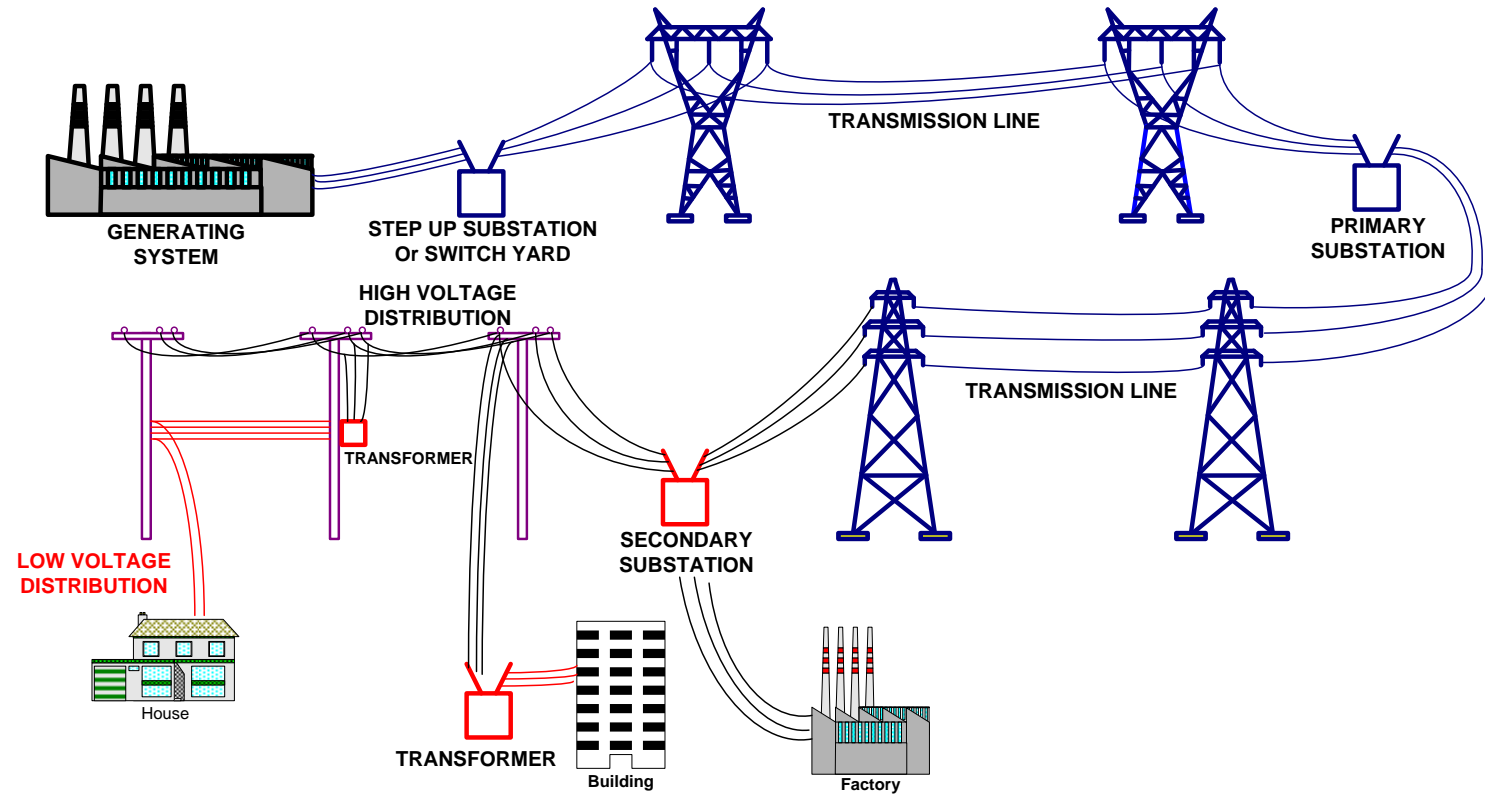 TRANSMISSION LINE
GENERATING
SYSTEM
STEP UP SUBSTATION
Or SWITCH YARD
PRIMARY
SUBSTATION
HIGH VOLTAGE
DISTRIBUTION
TRANSMISSION LINE
TRANSFORMER
SECONDARY
SUBSTATION
LOW VOLTAGE
DISTRIBUTION
House
TRANSFORMER
Building
Factory